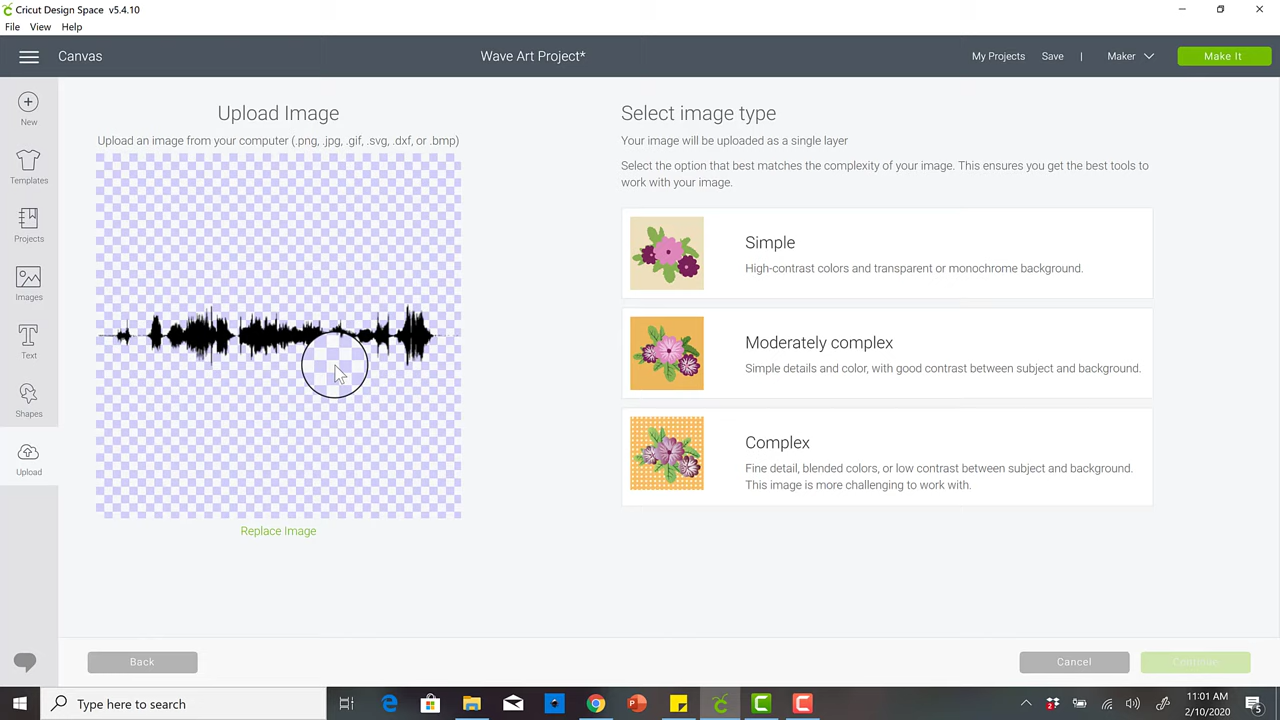 Cricut Design Space v5.4.10
File View Help
Canvas
Wave Art Project*
My Projects Save | Maker Make It
New
Templates
Projects
Images
Text
Shapes
Upload
Upload Image
Upload an image from your computer (.png, .jpg, .gif, .svg, .dxf, or .bmp)
Replace Image
Select image type
Your image will be uploaded as a single layer
Select the option that best matches the complexity of your image. This ensures you get the best tools to
work with your image.
Simple
High-contrast colors and transparent or monochrome background.
Moderately complex
Simple details and color, with good contrast between subject and background.
Complex
Fine detail, blended colors, or low contrast between subject and background.
This image is more challenging to work with.
Back
Cancel
Continue
Type here to search
11:01 AM
2/10/2020